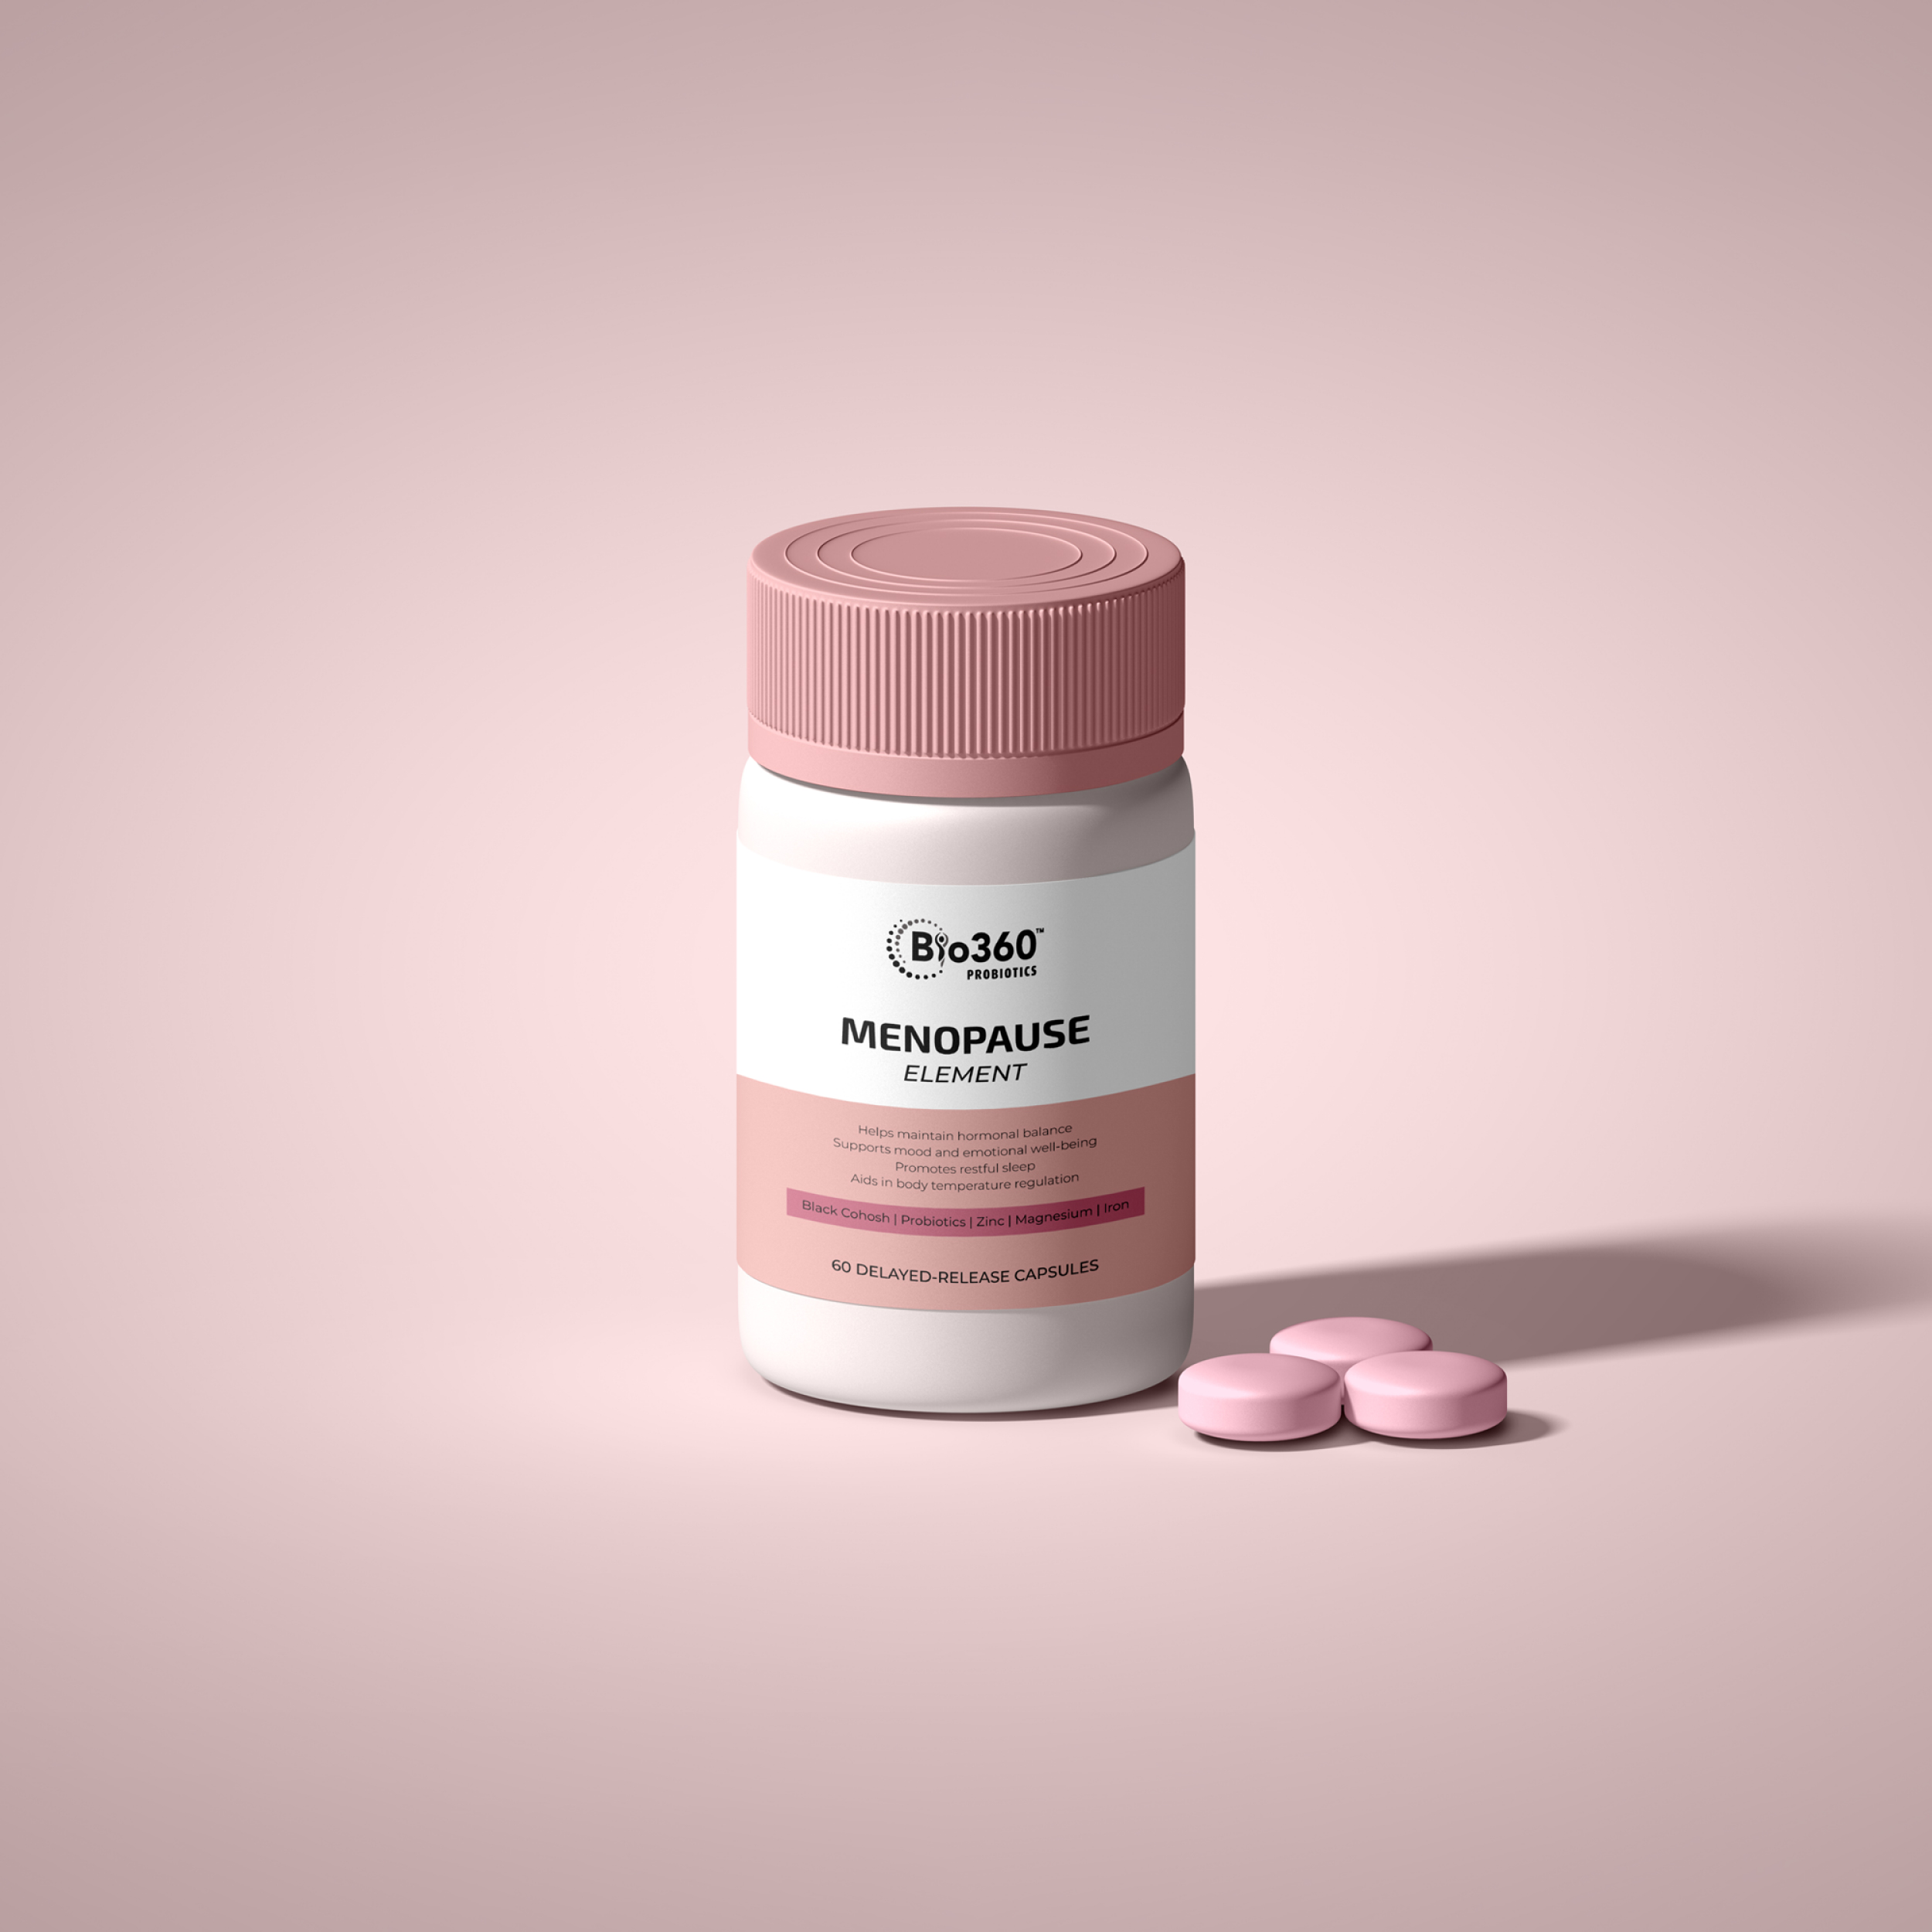 Bio360™
PROBIOTICS
MENOPAUSE
ELEMENT
Helps maintain hormonal balance
Supports mood and emotional well-being
Promotes restful sleep
Aids in body temperature regulation
Black Cohosh | Probiotics | Zinc | Magnesium | Iron
60 DELAYED-RELEASE CAPSULES